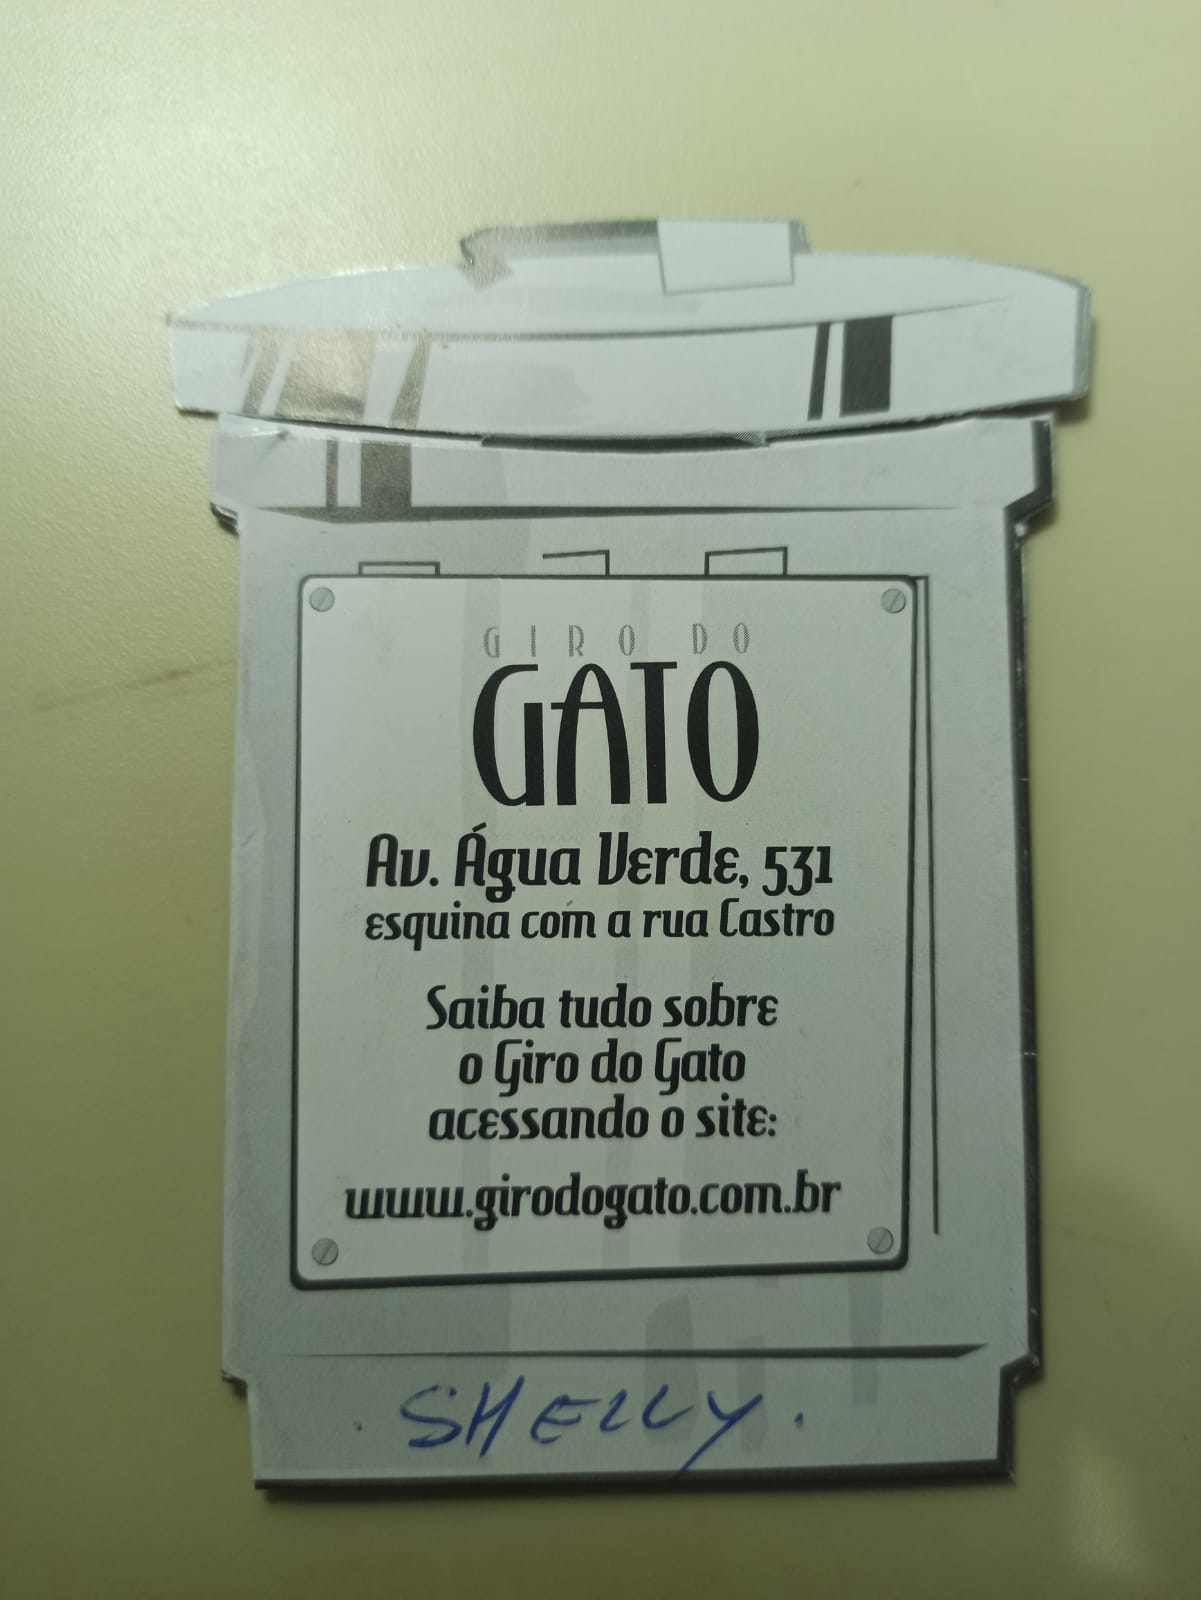 GIRO DO
GATO
Av. Água Verde, 531
esquina com a rua Castro
Saiba tudo sobre
o Giro do Gato
acessando o site:
www.girodogato.com.br
. SHELLY .